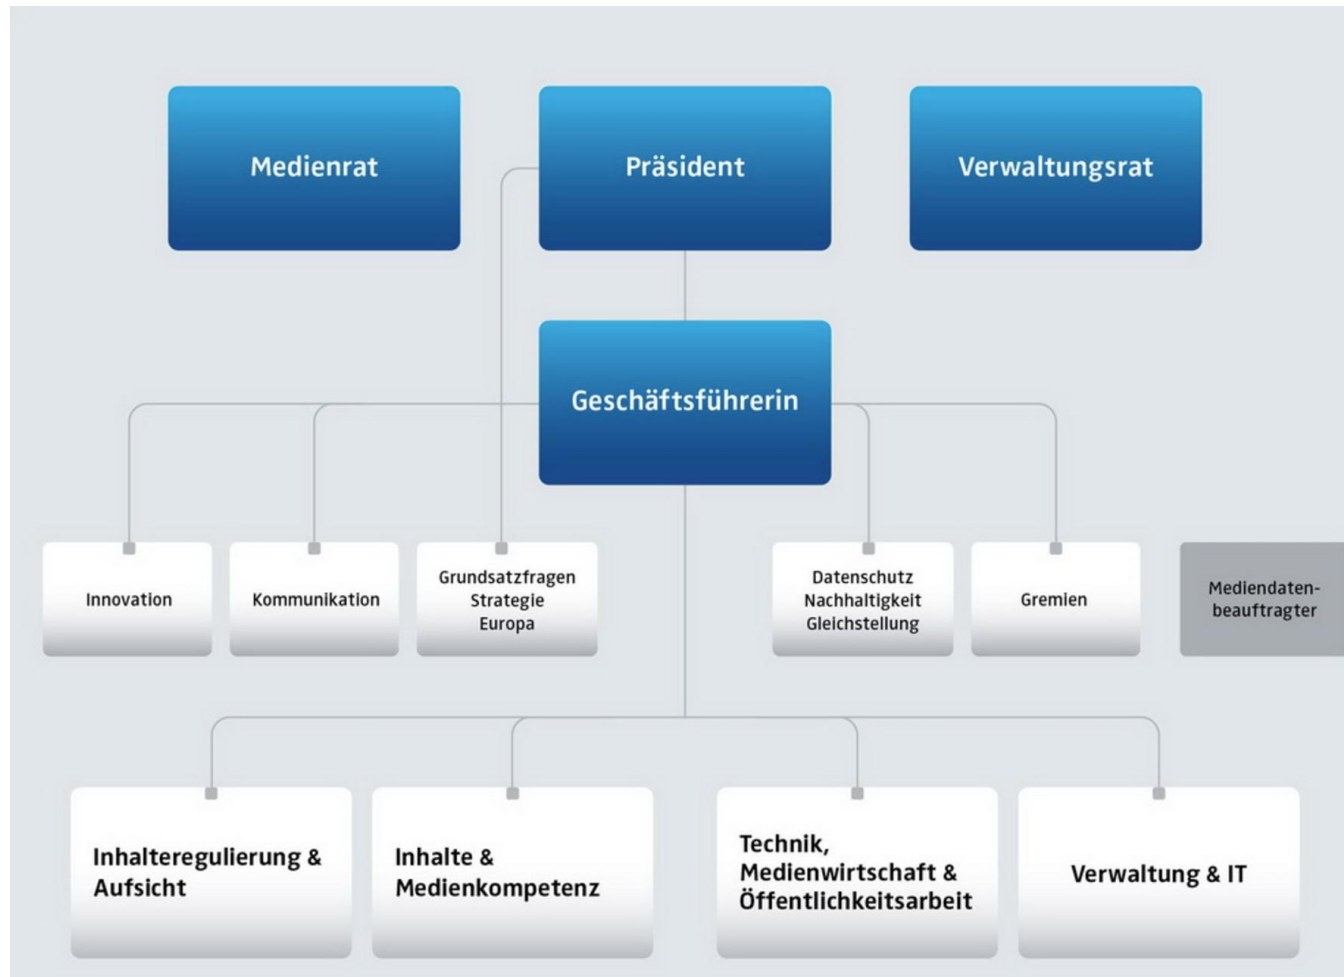 Medienrat
Präsident
Verwaltungsrat
Geschäftsführerin
Innovation
Kommunikation
Grundsatzfragen
Strategie
Europa
Datenschutz
Nachhaltigkeit
Gleichstellung
Gremien
Mediendaten-
beauftragter
Inhalteregulierung &
Aufsicht
Inhalte &
Medienkompetenz
Technik,
Medienwirtschaft &
Öffentlichkeitsarbeit
Verwaltung & IT